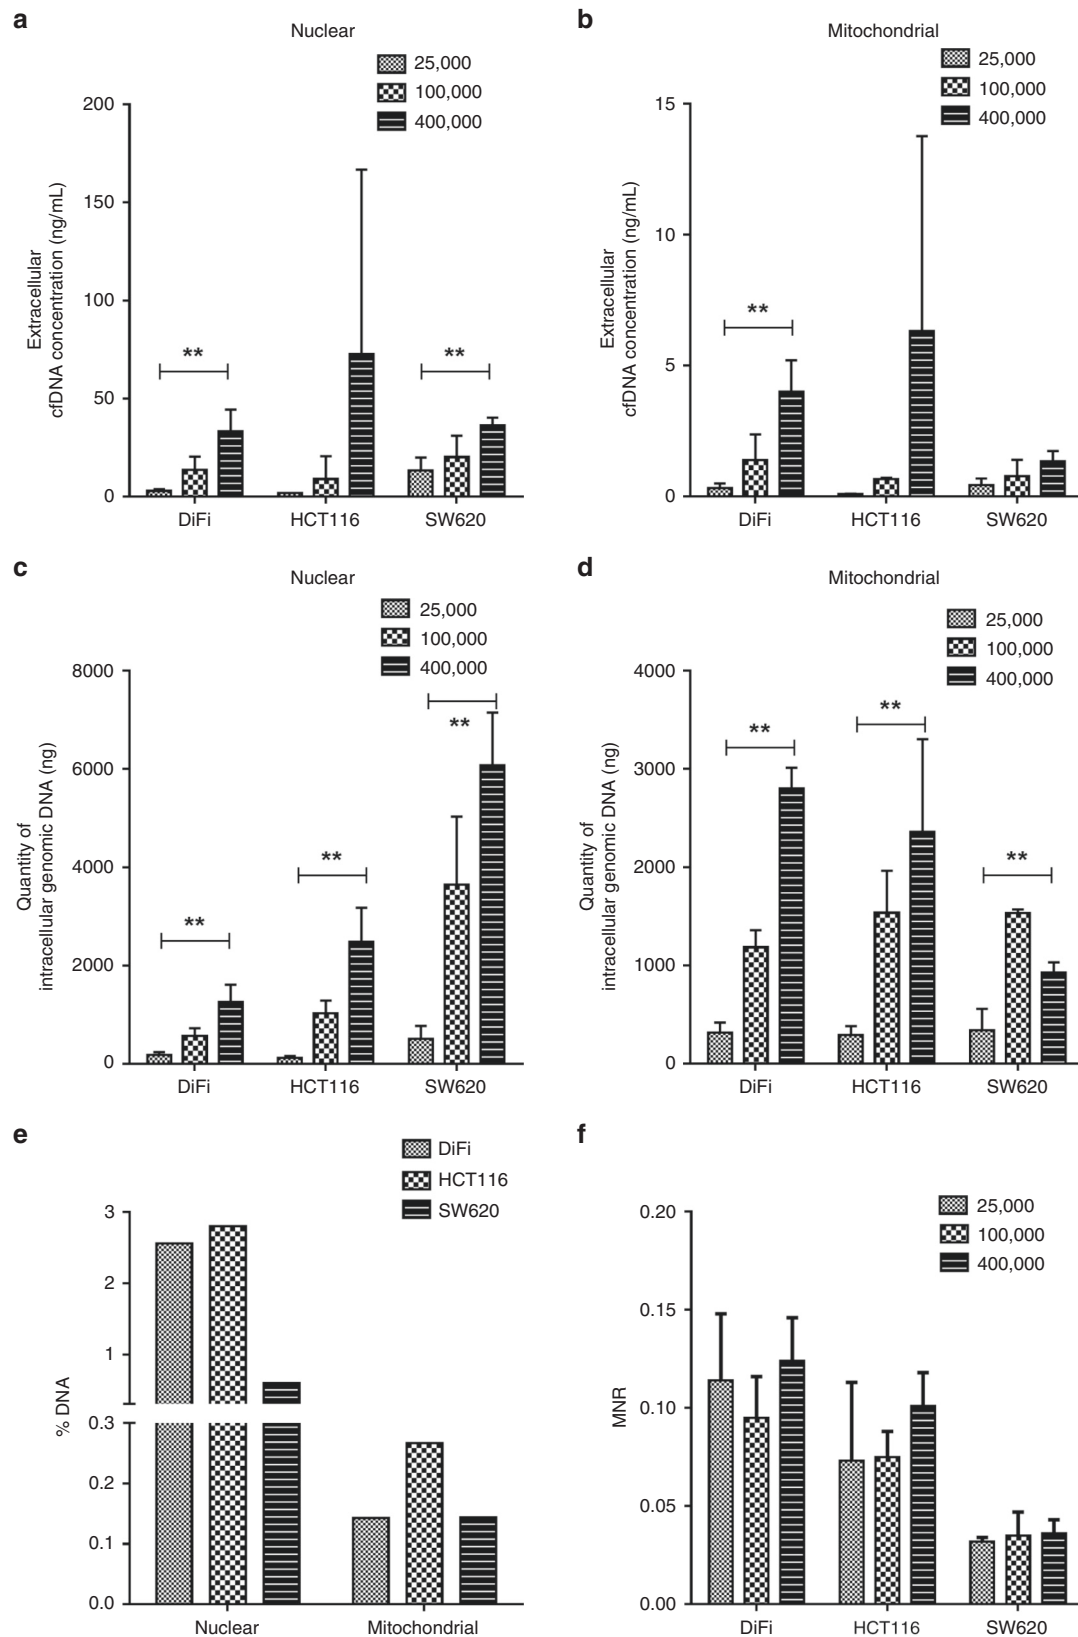 a
Nuclear
25,000
100,000
400,000
Extracellular
cfDNA concentration (ng/mL)
200
150
100
50
0
**
**
DiFi
HCT116
SW620
b
Mitochondrial
25,000
100,000
400,000
Extracellular
cfDNA concentration (ng/mL)
15
10
5
0
**
DiFi
HCT116
SW620
c
Nuclear
25,000
100,000
400,000
Quantity of
intracellular genomic DNA (ng)
8000
6000
4000
2000
0
**
**
**
DiFi
HCT116
SW620
d
Mitochondrial
25,000
100,000
400,000
Quantity of
intracellular genomic DNA (ng)
4000
3000
2000
1000
0
**
**
**
DiFi
HCT116
SW620
e
DiFi
HCT116
SW620
% DNA
3
2
1
0.3
0.2
0.1
0.0
Nuclear
Mitochondrial
f
25,000
100,000
400,000
MNR
0.20
0.15
0.10
0.05
0.00
DiFi
HCT116
SW620